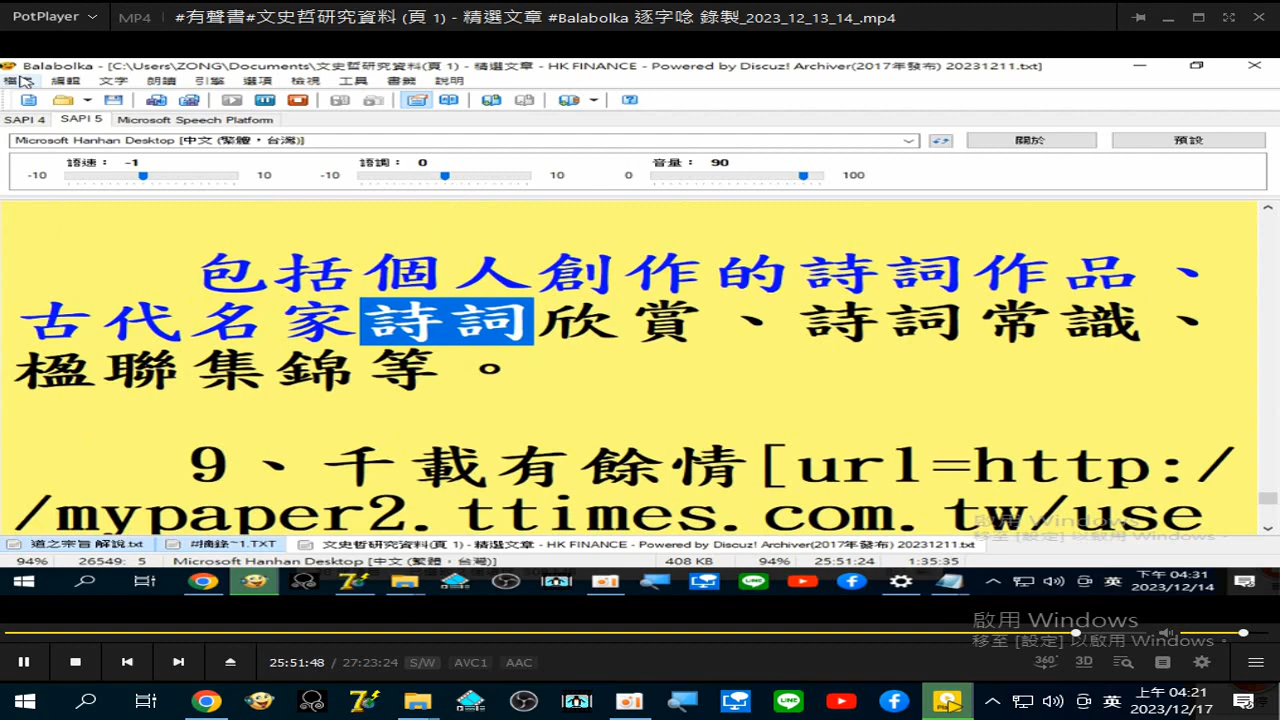 PotPlayer MP4 #有聲書#文史哲研究資料 (頁 1) - 精選文章 #Balabolka 逐字唸 錄製_2023_12_13_14_.mp4
Balabolka - [C:\Users\ZONG\Documents\文史哲研究資料(頁 1) - 精選文章 - HK FINANCE - Powered by Discuz! Archiver(2017年發布) 20231211.txt]
檔案 編輯 文字 朗讀 引擎 選項 檢視 工具 書籤 說明
SAPI 4 SAPI 5 Microsoft Speech Platform
Microsoft Hanhan Desktop [中文 (繁體，台灣)] 關於 預設
語速： -1 語調： 0 音量： 90
-10 10 -10 10 0 100
包括個人創作的詩詞作品、
古代名家詩詞欣賞、詩詞常識、
楹聯集錦等。
9、千載有餘情[url=http:/
/mypaper2.ttimes.com.tw/use
啟用 Windows
移至 [設定] 以啟用 Windows。
道之宗旨 解說.txt #摘錄~1.TXT 文史哲研究資料(頁 1) - 精選文章 - HK FINANCE - Powered by Discuz! Archiver(2017年發布) 20231211.txt
94% 26549: 5 Microsoft Hanhan Desktop [中文 (繁體，台灣)] 408 KB 94% 25:51:24 1:35:35
英 下午 04:31
2023/12/14
啟用 Windows
移至 [設定] 以啟用 Windows。
25:51:48 / 27:23:24 S/W AVC1 AAC 360° 3D
英 上午 04:21
2023/12/17